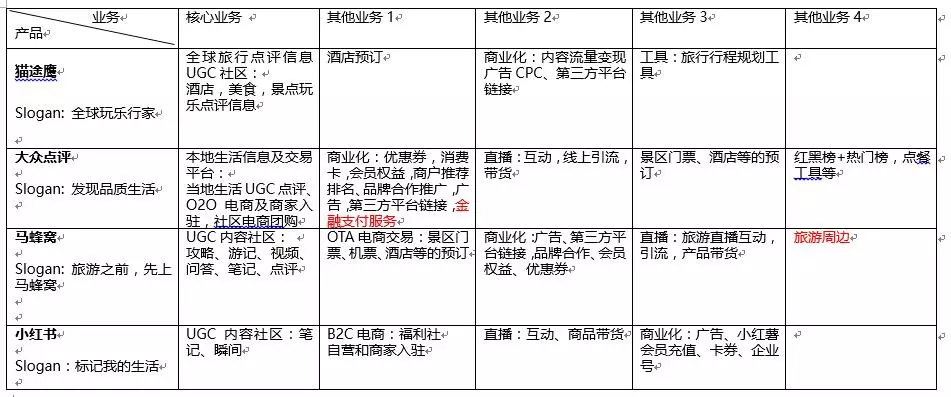 业务
产品
核心业务
其他业务 1
其他业务 2
其他业务 3
其他业务 4
猫途鹰
Slogan: 全球玩乐行家
全球旅行点评信息
UGC 社区：
酒店，美食，景点玩
乐点评信息
酒店预订
商业化：内容流量变现
广告 CPC、第三方平台
链接
工具：旅行行程规划工
具
大众点评
Slogan: 发现品质生活
本地生活信息及交易
平台：
当地生活 UGC 点评、
O2O 电商及商家入
驻，社区电商团购
商业化：优惠券，消费
卡，会员权益，商户推荐
排名、品牌合作推广，广
告，第三方平台链接，金
融支付服务
直播：互动，线上引流，
带货
景区门票、酒店等的预
订
红黑榜+热门榜，点餐
工具等
马蜂窝
Slogan: 旅游之前，先上
马蜂窝
UGC 内容社区：
攻略、游记、视频、
问答、笔记、点评
OTA 电商交易：景区门
票、机票、酒店等的预订
商业化：广告、第三方
平台链接，品牌合作、会员
权益、优惠券
直播：旅游直播互动，
引流，产品带货
旅游周边
小红书
Slogan：标记我的生活
UGC 内容社区：笔
记、瞬间
B2C 电商：福利社
自营和商家入驻
直播：互动、商品带货
商业化：广告、小红薯
会员充值、卡券、企业
号